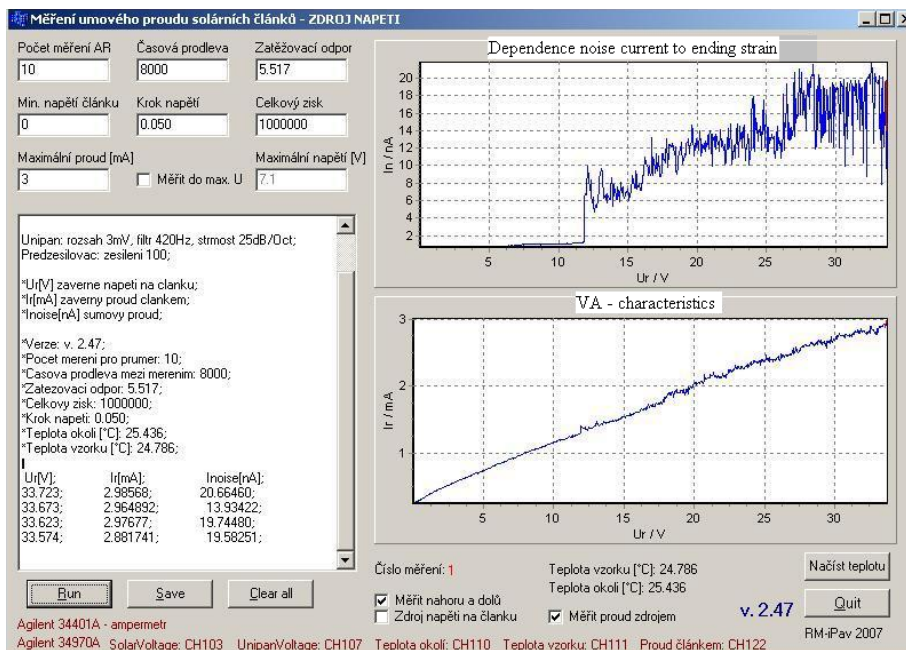 Měření umového proudu solárních článků - ZDROJ NAPETI
Počet měření AR
Časová prodleva
Zatěžovací odpor
10
8000
5.517
Min. napětí článku
Krok napětí
Celkový zisk
0
0.050
1000000
Maximální proud [mA]
Maximální napětí [V]
3
Měřit do max. U
7.1
Unipan: rozsah 3mV, filtr 420Hz, strmost 25dB/Oct;
Predzesilovac: zesileni 100;
*Ur[V] zaverne napeti na clanku;
*Ir[mA] zaverny proud clankem;
*Inoise[nA] sumovy proud;
*Verze: v. 2.47;
*Pocet mereni pro prumer: 10;
*Casova prodleva mezi merenim: 8000;
*Zatezovaci odpor: 5.517;
*Celkovy zisk: 1000000;
*Krok napeti: 0.050;
*Teplota okoli [°C]: 25.436;
*Teplota vzorku [°C]: 24.786;
Ur[V]; Ir[mA]; Inoise[nA];
33.723; 2.98568; 20.66460;
33.673; 2.964892; 13.93422;
33.623; 2.97677; 19.74480;
33.574; 2.881741; 19.58251;
Run
Save
Clear all
Dependence noise current to ending strain
In / nA
20
18
16
14
12
10
8
6
4
2
5 10 15 20 25 30
Ur / V
VA - characteristics
Ir / mA
3
2
1
5 10 15 20 25 30
Ur / V
Číslo měření: 1
Teplota vzorku [°C]: 24.786
Teplota okoli [°C]: 25.436
Načíst teplotu
Měřit nahoru a dolů
Zdroj napěti na članku
Měřit proud zdrojem
v. 2.47
Quit
RM-iPav 2007
Agilent 34401A - ampermetr
Agilent 34970A SolarVoltage: CH103 UnipanVoltage: CH107 Teplota okolí: CH110 Teplota vzorku: CH111 Proud článkem: CH122